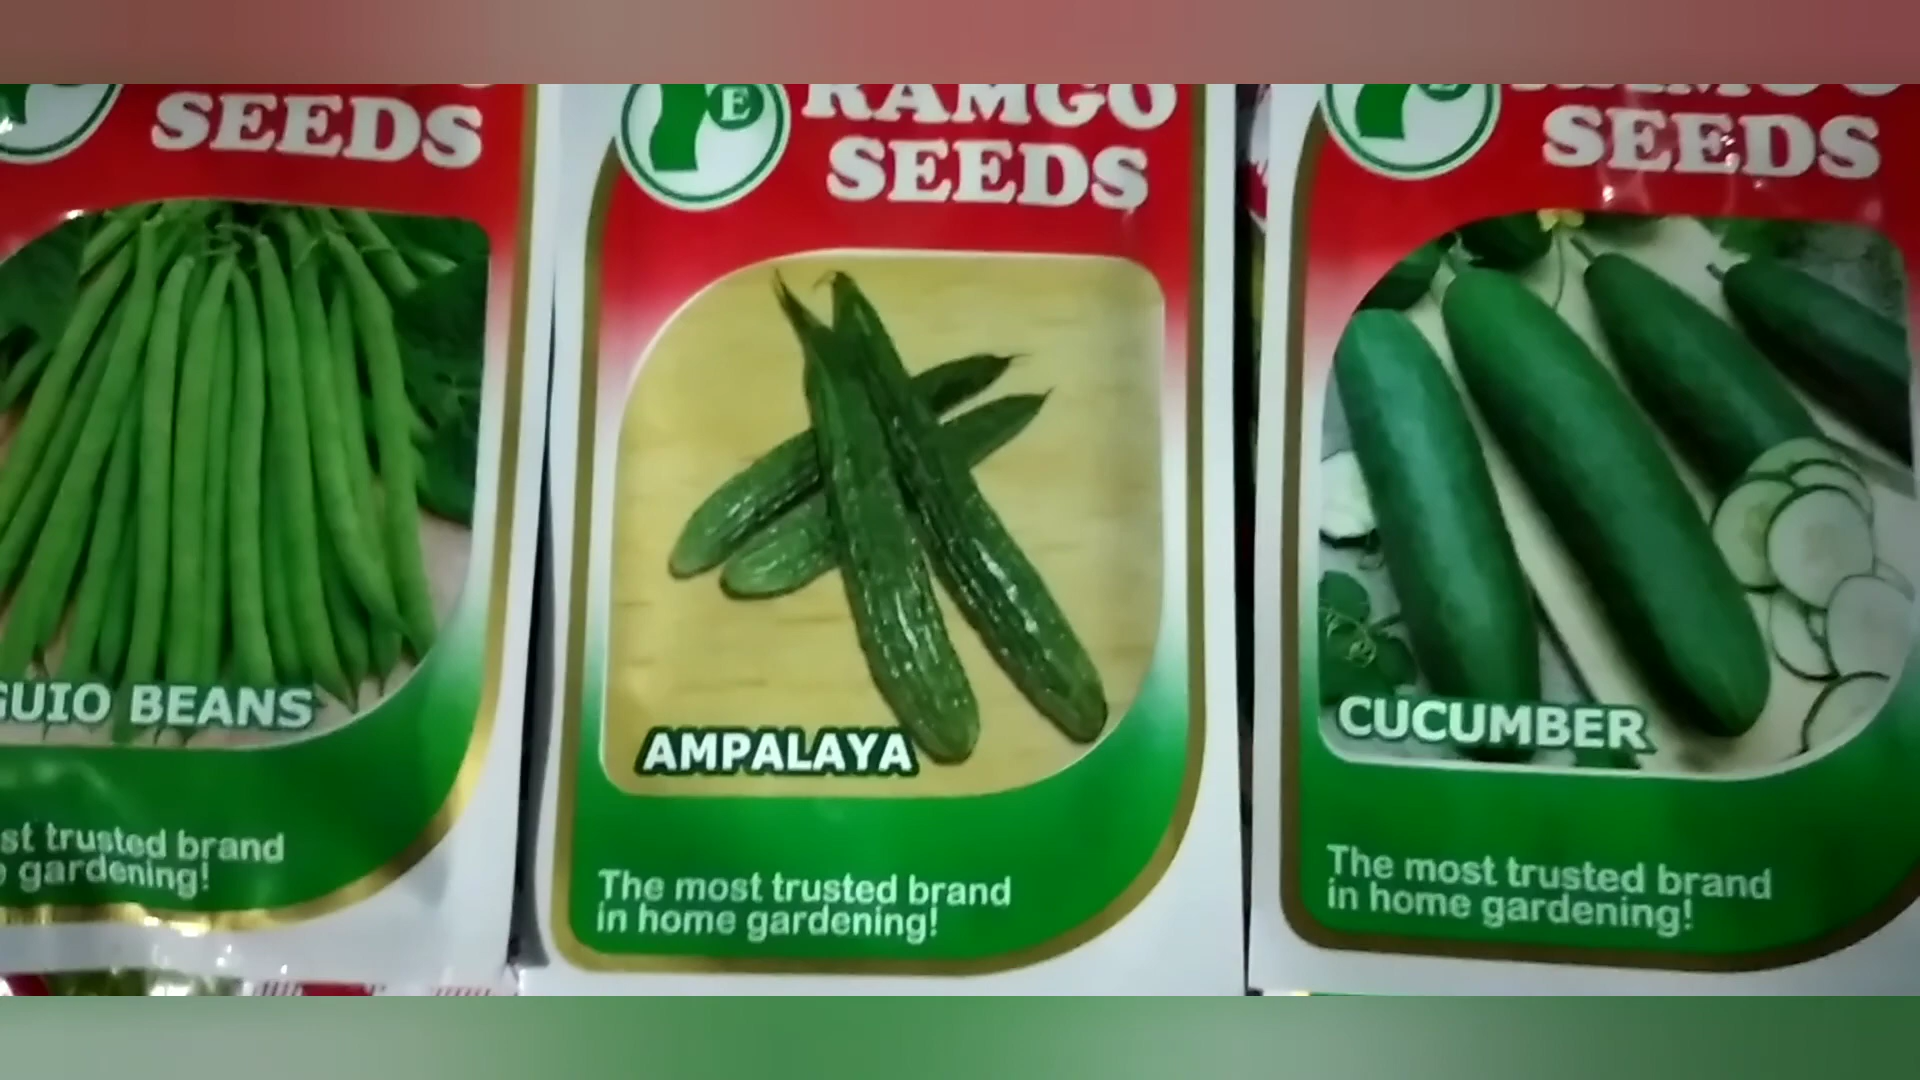 SEEDS
GUIO BEANS
st trusted brand
gardening!
E
RAMGO
SEEDS
AMPALAYA
The most trusted brand
in home gardening!
SEEDS
CUCUMBER
The most trusted brand
in home gardening!